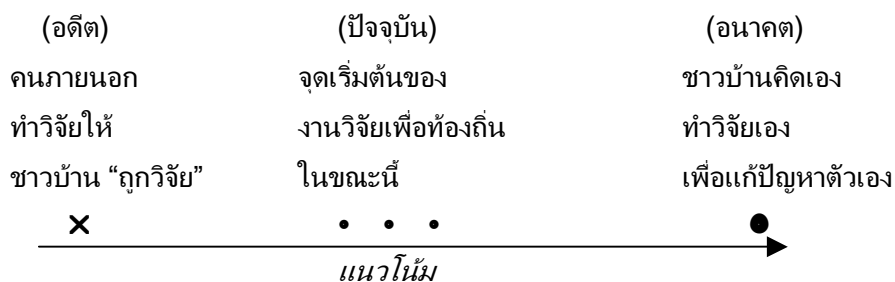 (อดีต) (ปัจจุบัน) (อนาคต)
คนภายนอก จุดเริ่มต้นของ ชาวบ้านคิดเอง
ทำวิจัยให้ งานวิจัยเพื่อท้องถิ่น ทำวิจัยเอง
ชาวบ้าน “ถูกวิจัย” ในขณะนี้ เพื่อแก้ปัญหาตัวเอง
แนวโน้ม